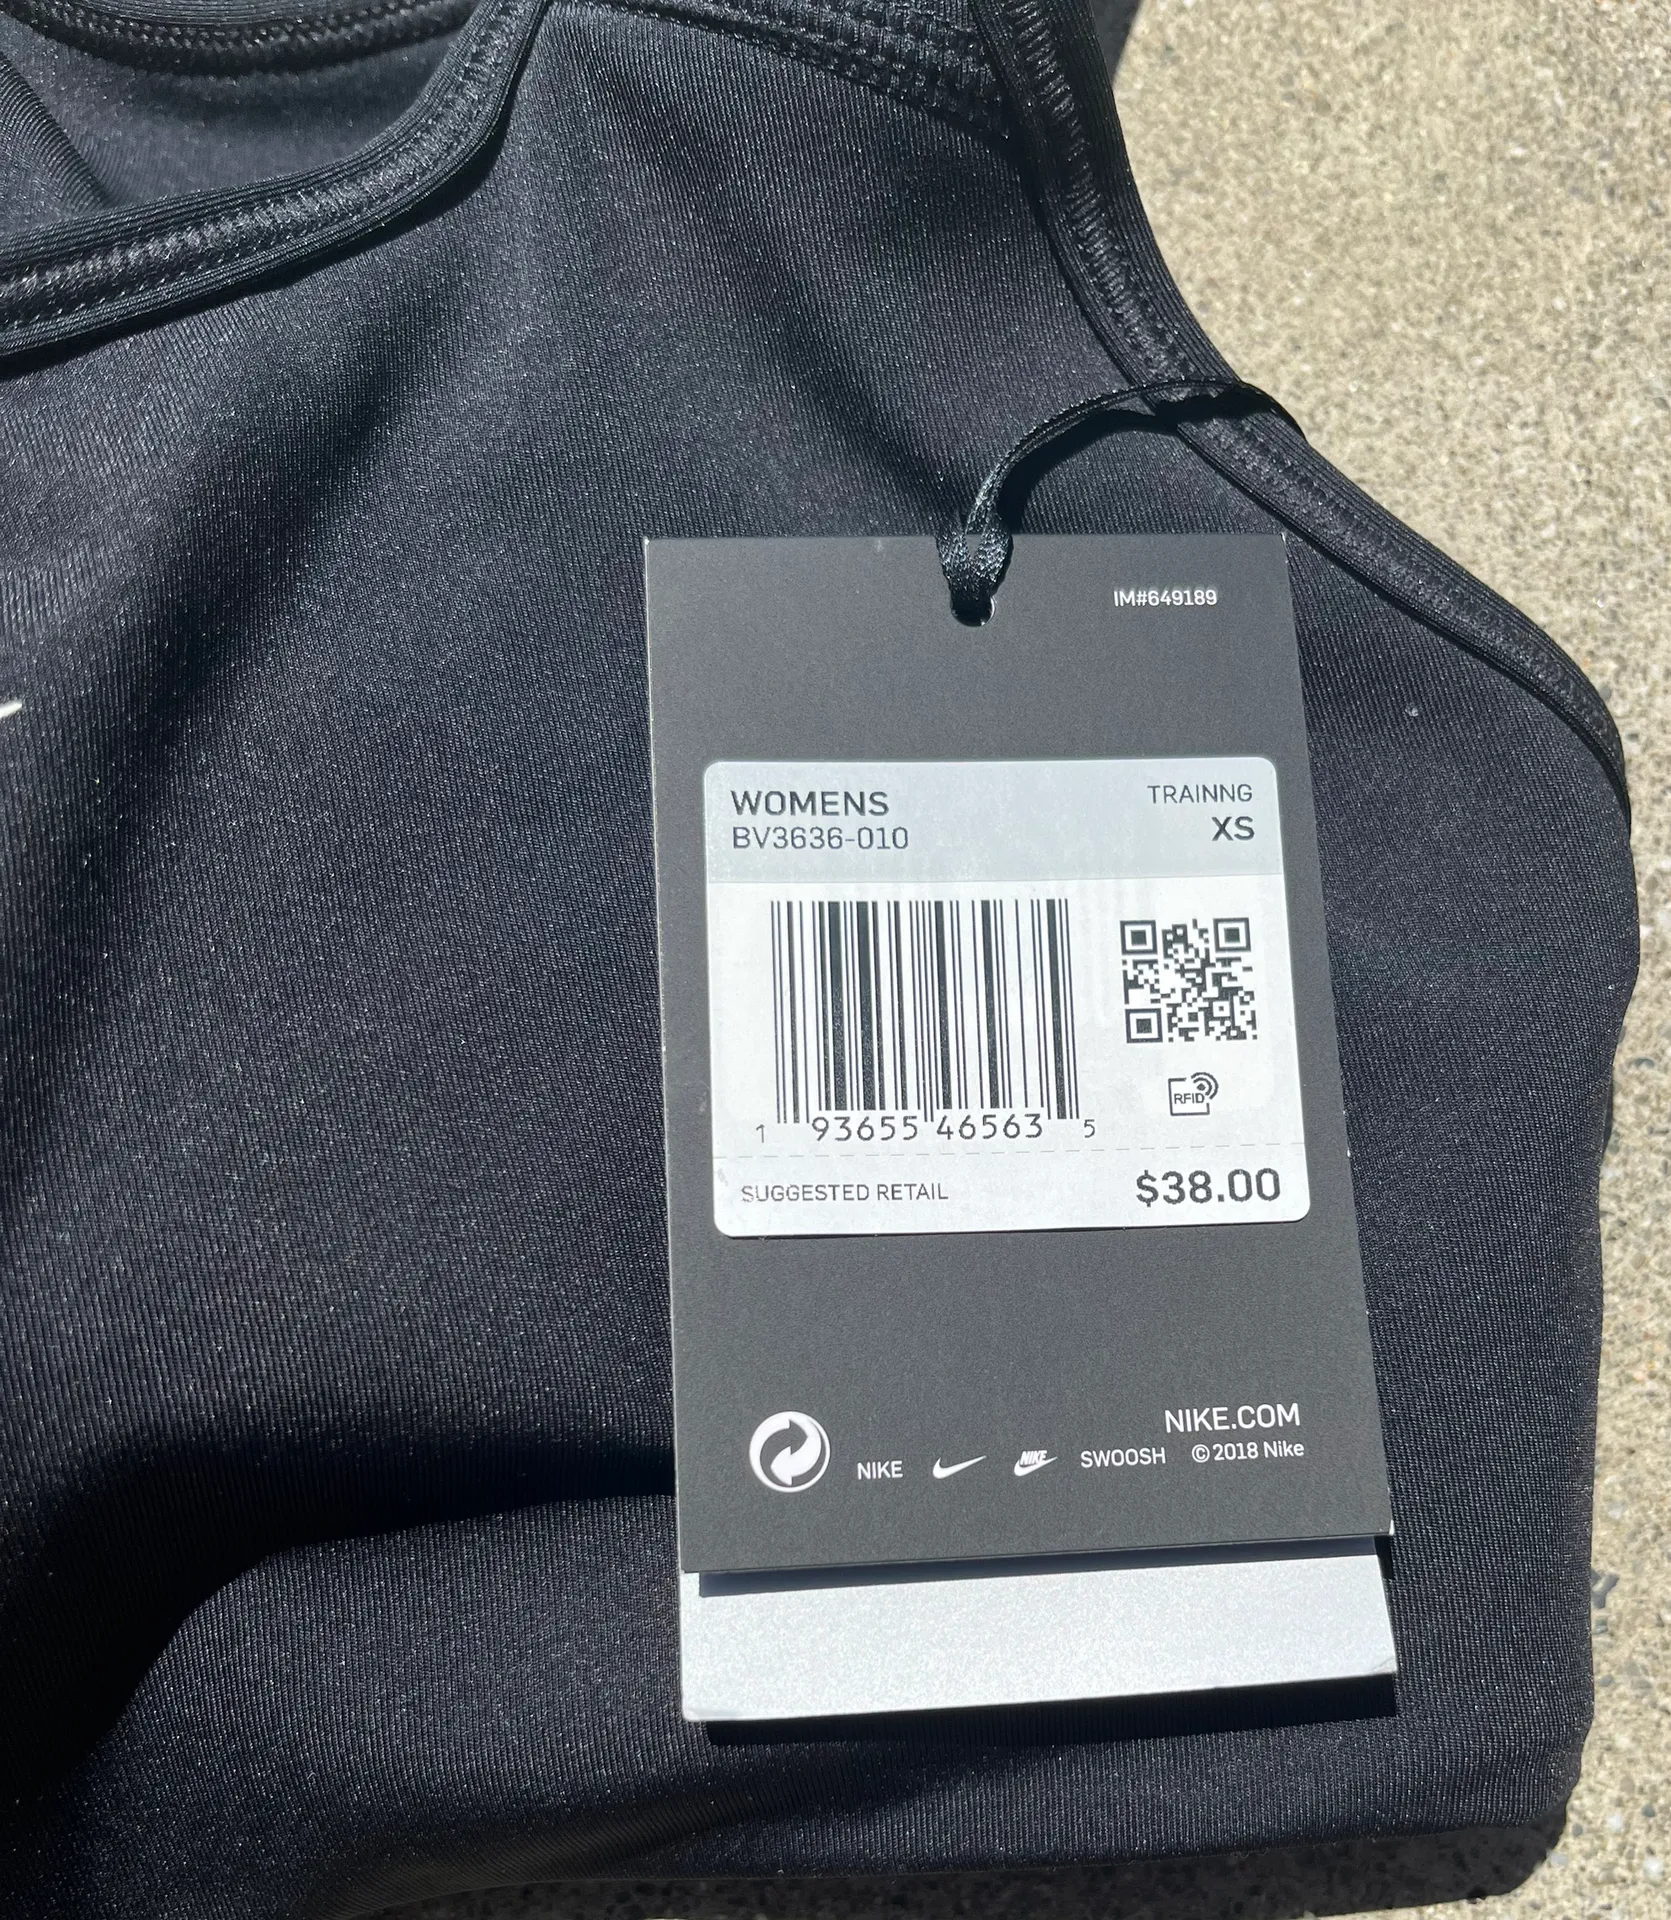 IM#649189
WOMENS
BV3636-010
TRAINNG
XS
1 93655 46563 5
RFID
SUGGESTED RETAIL $38.00
NIKE.COM
NIKE NIKE SWOOSH © 2018 Nike